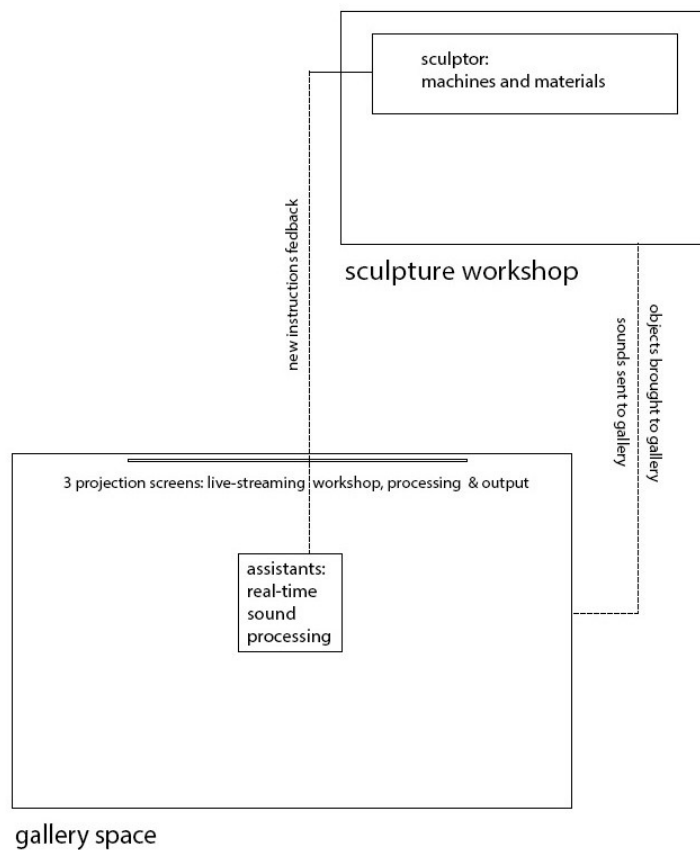 sculptor:
machines and materials
sculpture workshop
new instructions fedback
objects brought to gallery
sounds sent to gallery
3 projection screens: live-streaming workshop, processing & output
assistants:
real-time
sound
processing
gallery space